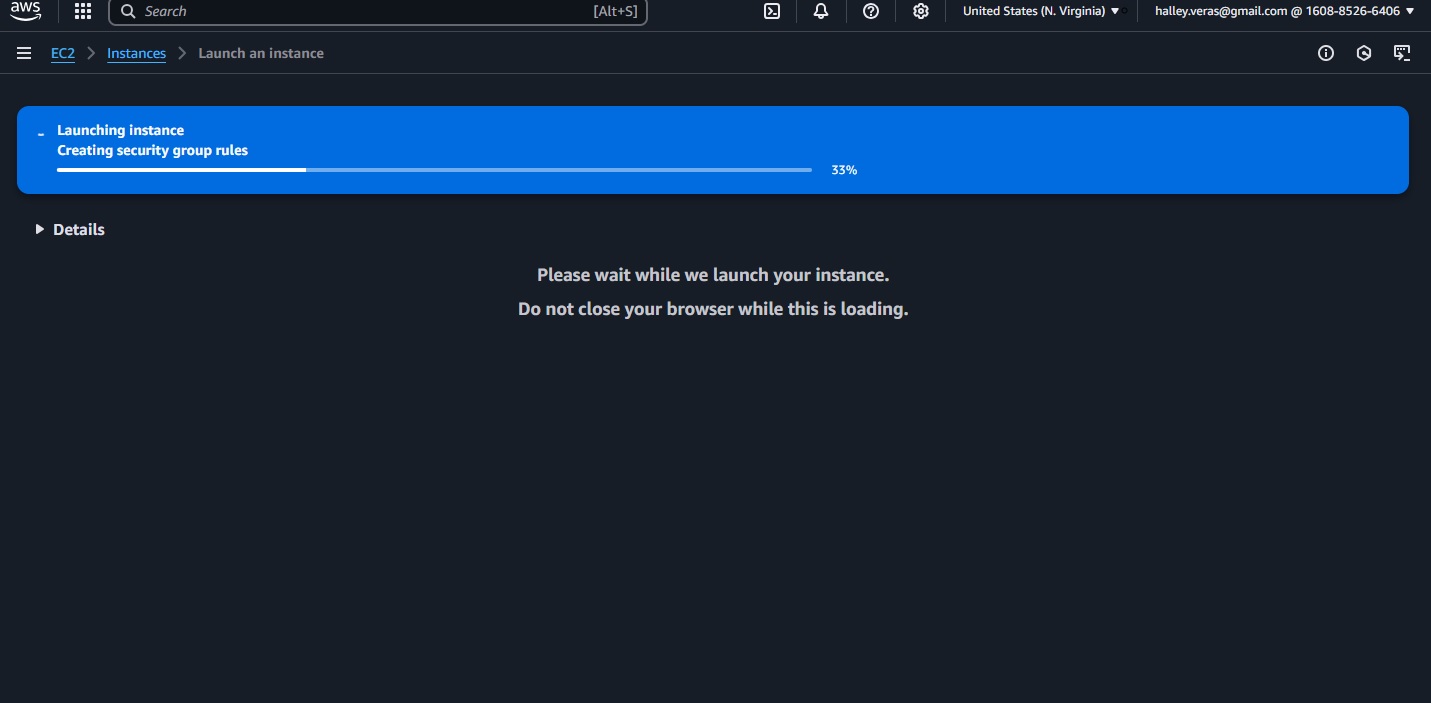 aws
Search [Alt+S] United States (N. Virginia) halley.veras@gmail.com @ 1608-8526-6406
EC2 Instances Launch an instance
Launching instance
Creating security group rules
33%
Details
Please wait while we launch your instance.
Do not close your browser while this is loading.